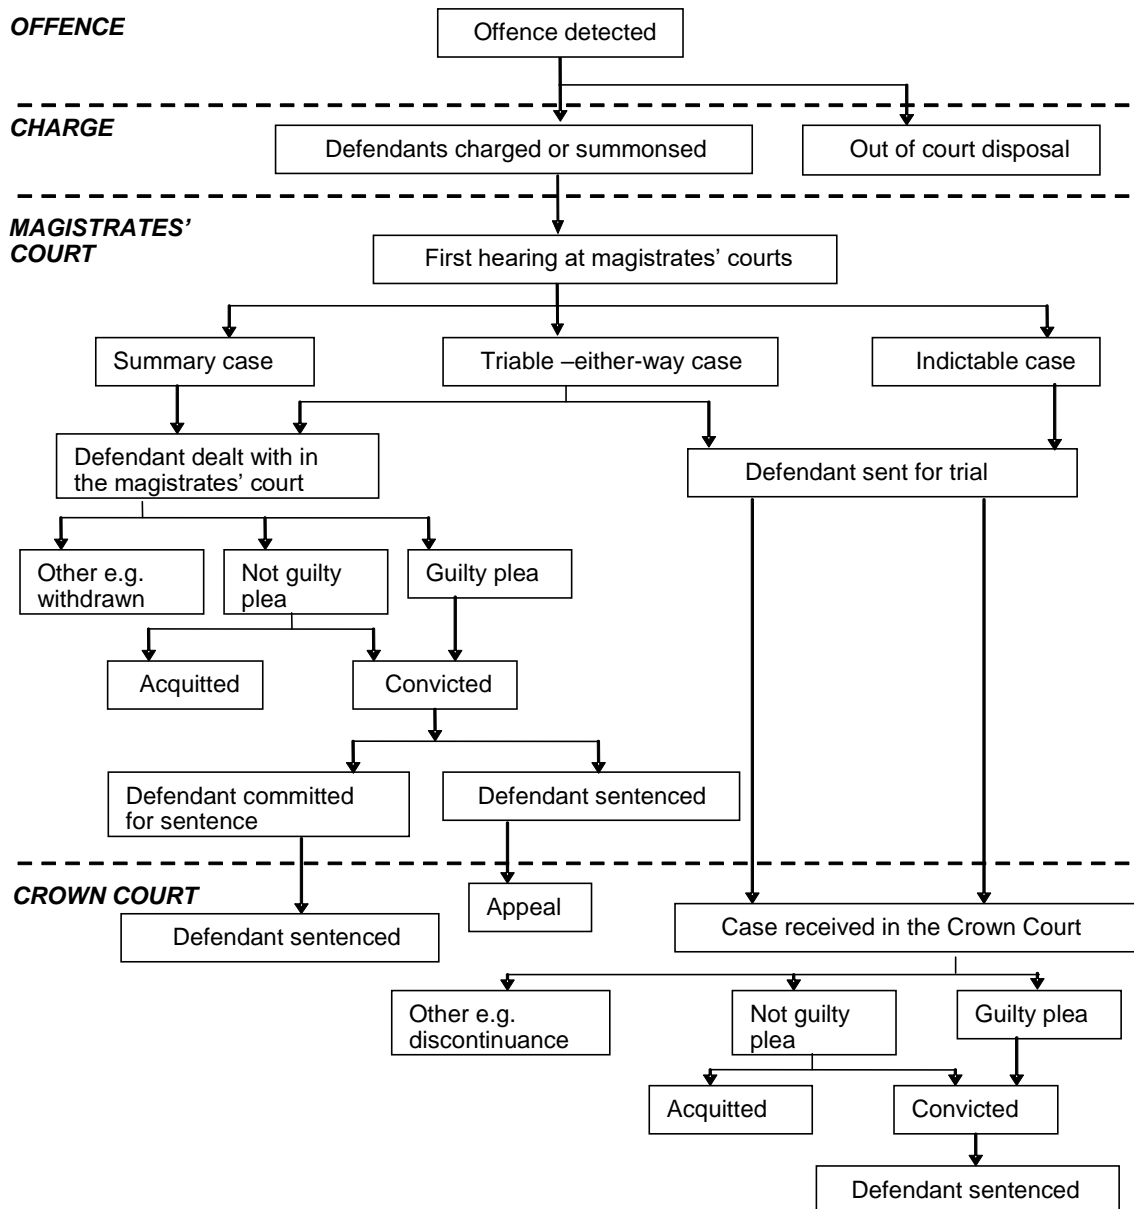 OFFENCE
Offence detected
CHARGE
Defendants charged or summonsed
Out of court disposal
MAGISTRATES’
COURT
First hearing at magistrates’ courts
Summary case
Triable –either-way case
Indictable case
Defendant dealt with in
the magistrates’ court
Defendant sent for trial
Other e.g.
withdrawn
Not guilty
plea
Guilty plea
Acquitted
Convicted
Defendant committed
for sentence
Defendant sentenced
CROWN COURT
Appeal
Defendant sentenced
Case received in the Crown Court
Other e.g.
discontinuance
Not guilty
plea
Guilty plea
Acquitted
Convicted
Defendant sentenced